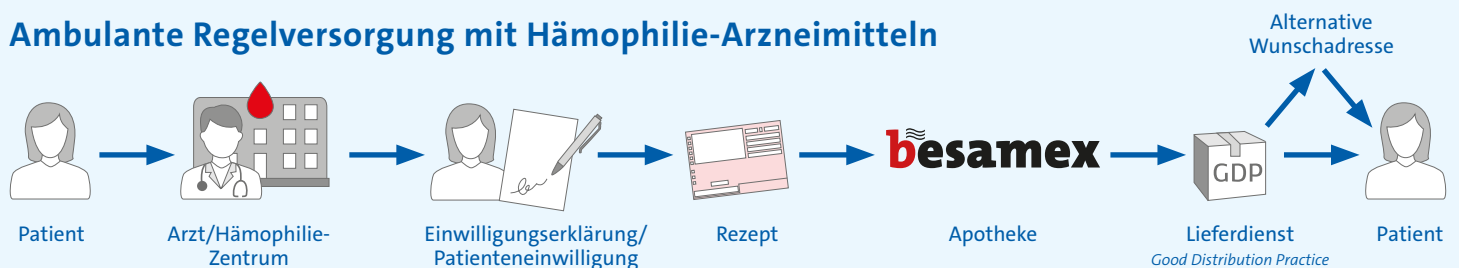 Ambulante Regelversorgung mit Hämophilie-Arzneimitteln
Alternative
Wunschadresse
besamex
GDP
Patient
Arzt/Hämophilie-
Zentrum
Einwilligungserklärung/
Patienteneinwilligung
Rezept
Apotheke
Lieferdienst
Good Distribution Practice
Patient